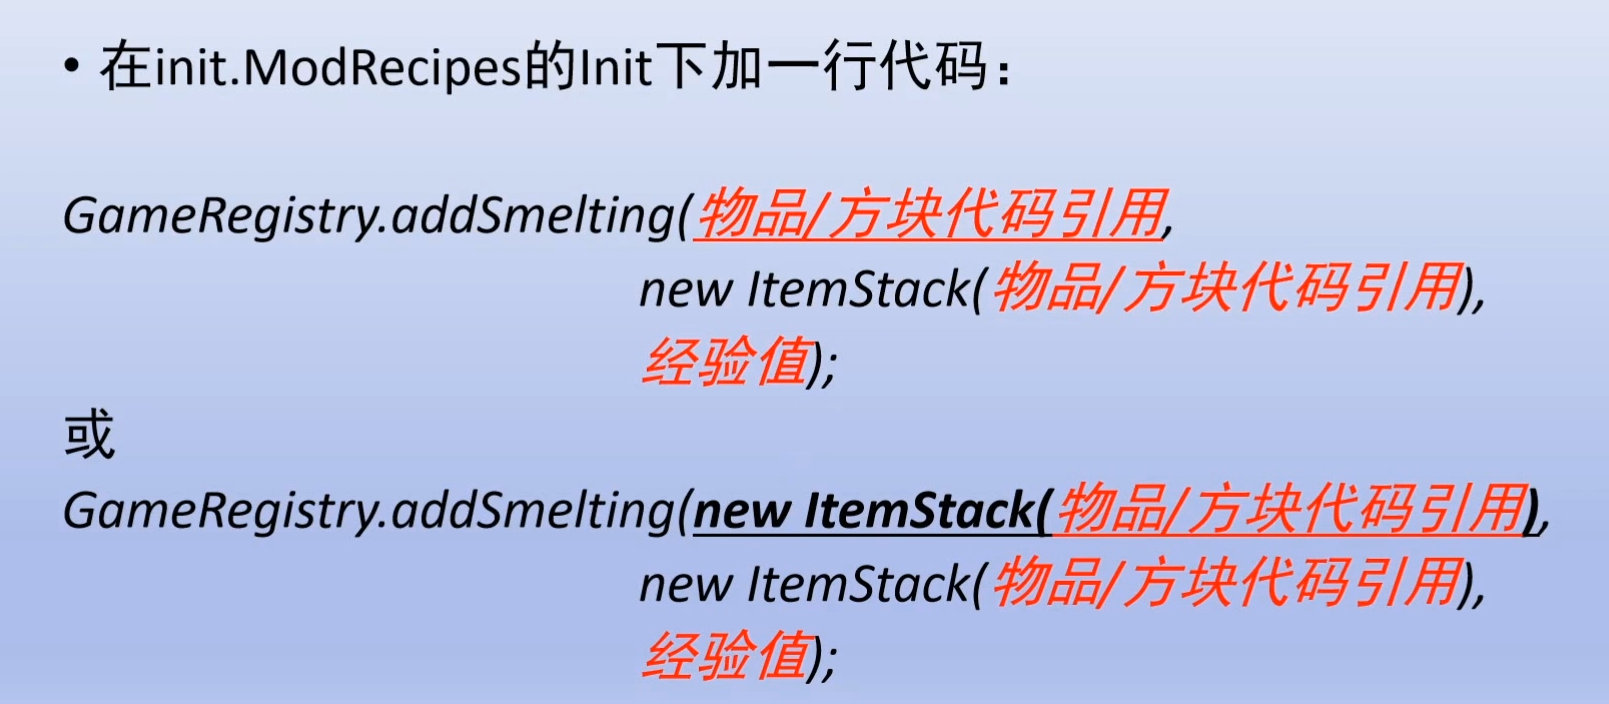 • 在init.ModRecipes的Init下加一行代码：
GameRegistry.addSmelting(物品/方块代码引用,
new ItemStack(物品/方块代码引用),
经验值);
或
GameRegistry.addSmelting(new ItemStack(物品/方块代码引用),
new ItemStack(物品/方块代码引用),
经验值);